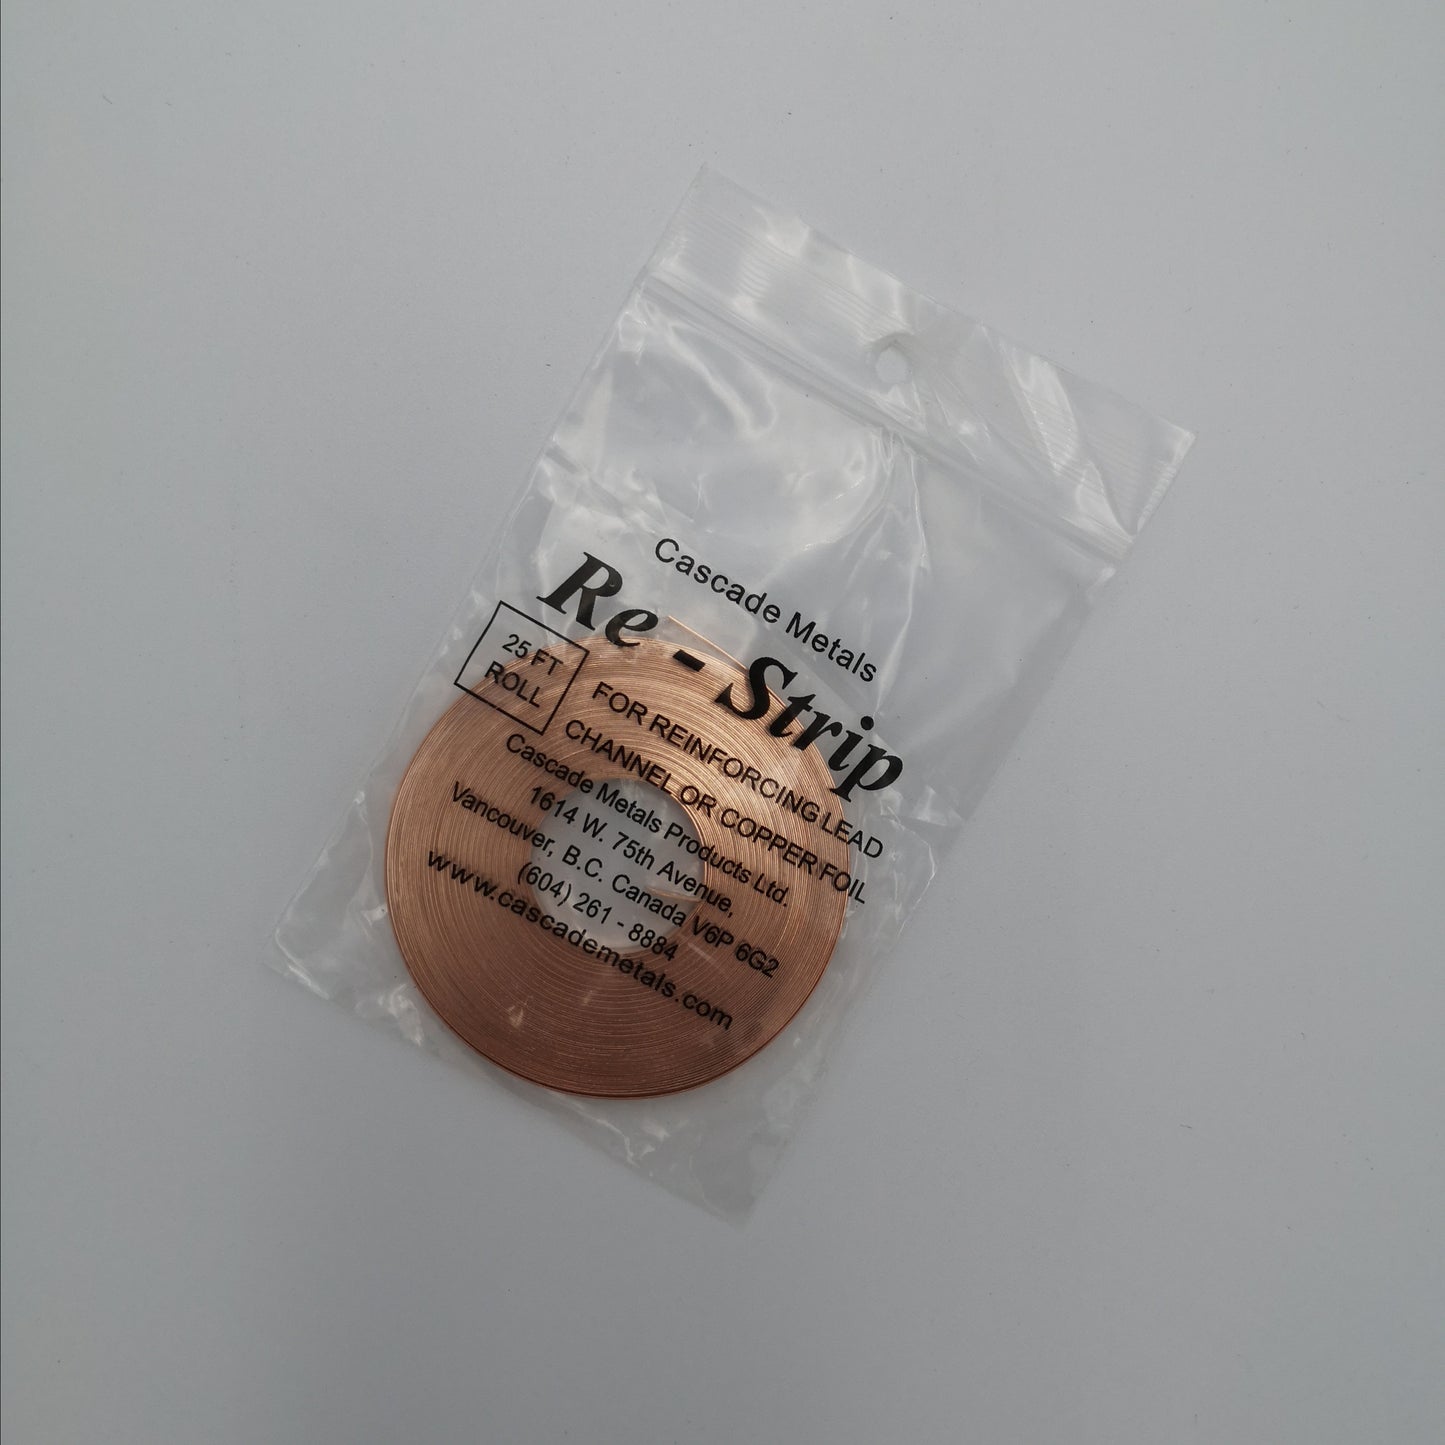 Cascade Metals
Re - Strip
25 FT
ROLL
FOR REINFORCING LEAD
CHANNEL OR COPPER FOIL
Cascade Metals Products Ltd.
1614 W. 75th Avenue,
Vancouver, B.C. Canada V6P 6G2
(604) 261 - 8884
www.cascademetals.com